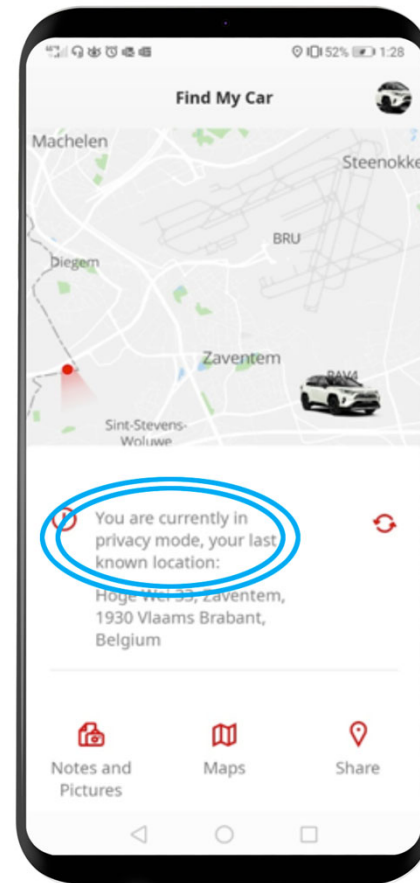 52% 1:28
Find My Car
Machelen
Steenokke
BRU
Diegem
Zaventem
RAV4
Sint-Stevens-
Woluwe
You are currently in
privacy mode, your last
known location:
Hoge Wei 33, Zaventem,
1930 Vlaams Brabant,
Belgium
Notes and
Pictures
Maps
Share